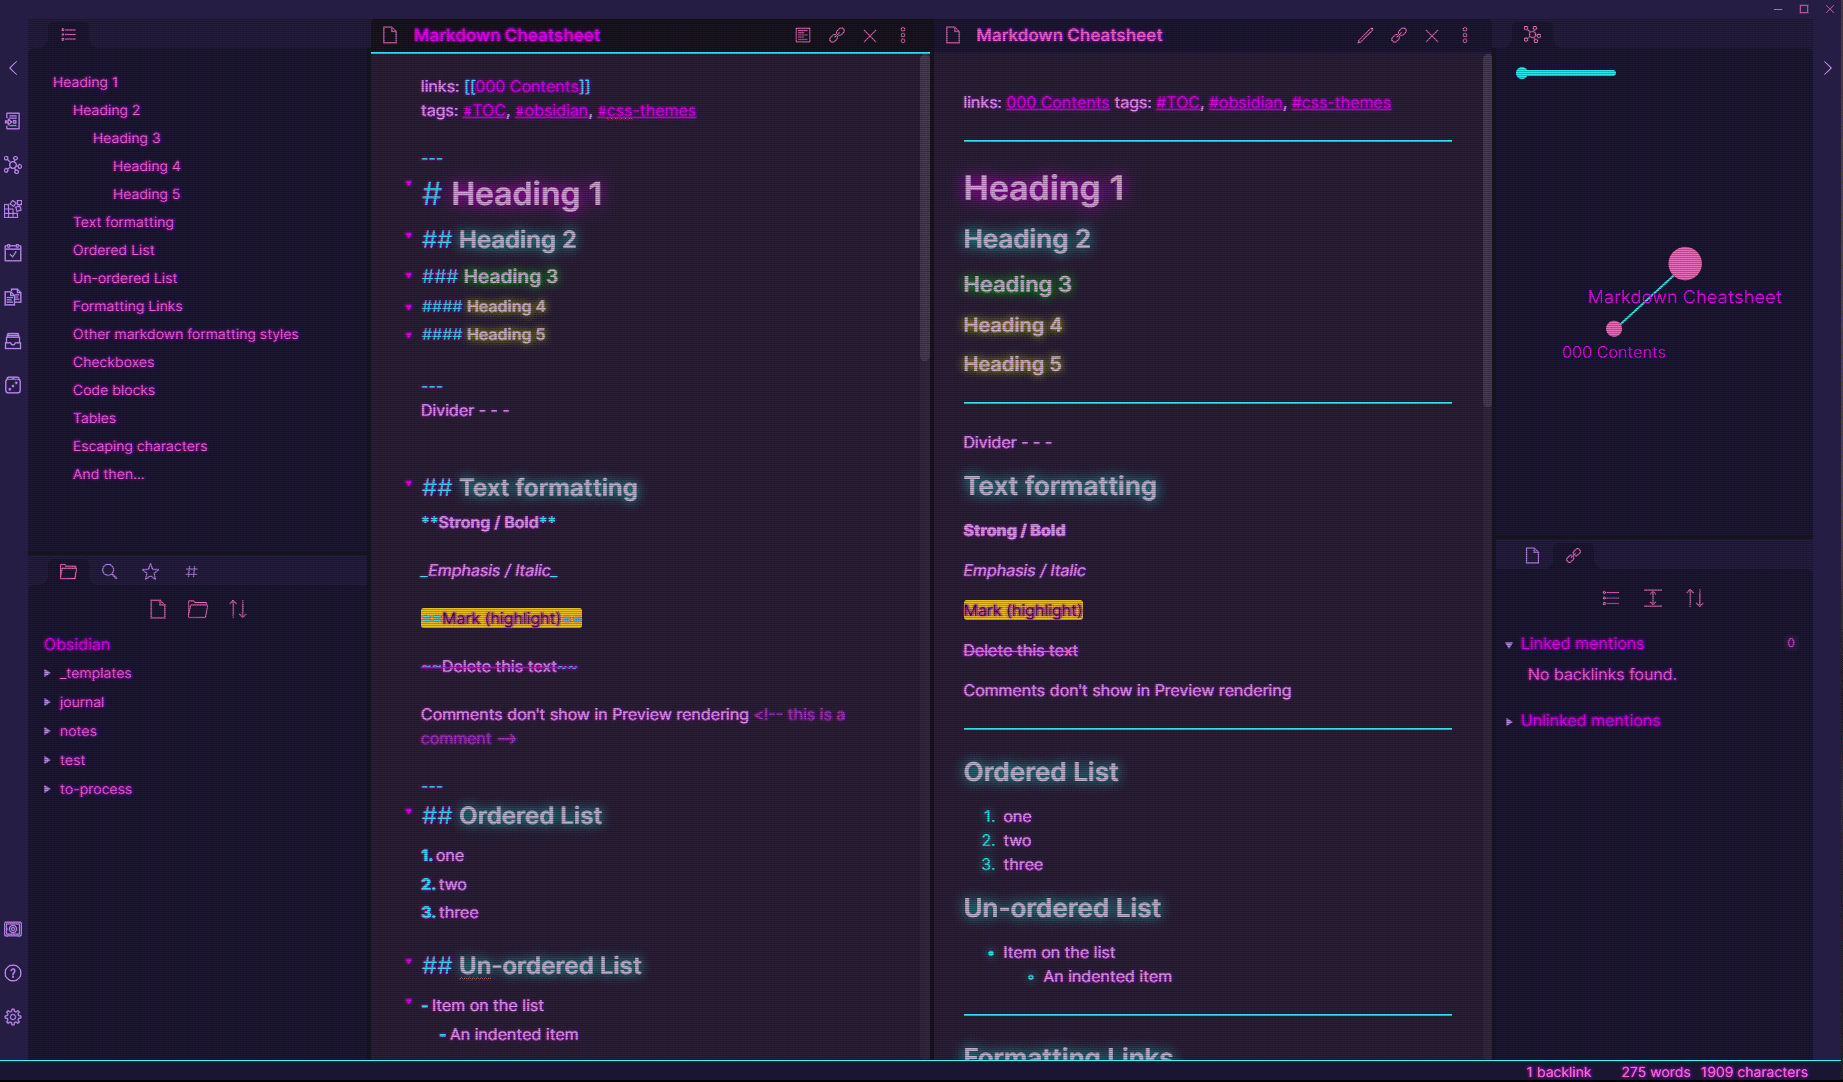 Heading 1
Heading 2
Heading 3
Heading 4
Heading 5
Text formatting
Ordered List
Un-ordered List
Formatting Links
Other markdown formatting styles
Checkboxes
Code blocks
Tables
Escaping characters
And then...
Obsidian
_templates
journal
notes
test
to-process
Markdown Cheatsheet
links: [[000 Contents]]
tags: #TOC, #obsidian, #css-themes
---
# Heading 1
## Heading 2
### Heading 3
#### Heading 4
#### Heading 5
---
Divider - - -
## Text formatting
**Strong / Bold**
_Emphasis / Italic_
==Mark (highlight)==
~~Delete this text~~
Comments don't show in Preview rendering <!-- this is a
comment -->
---
## Ordered List
1. one
2. two
3. three
## Un-ordered List
- Item on the list
- An indented item
Markdown Cheatsheet
links: 000 Contents tags: #TOC, #obsidian, #css-themes
Heading 1
Heading 2
Heading 3
Heading 4
Heading 5
Divider - - -
Text formatting
Strong / Bold
Emphasis / Italic
Mark (highlight)
Delete this text
Comments don't show in Preview rendering
Ordered List
1. one
2. two
3. three
Un-ordered List
Item on the list
An indented item
Formatting Links
Markdown Cheatsheet
000 Contents
Linked mentions 0
No backlinks found.
Unlinked mentions
1 backlink 275 words 1909 characters